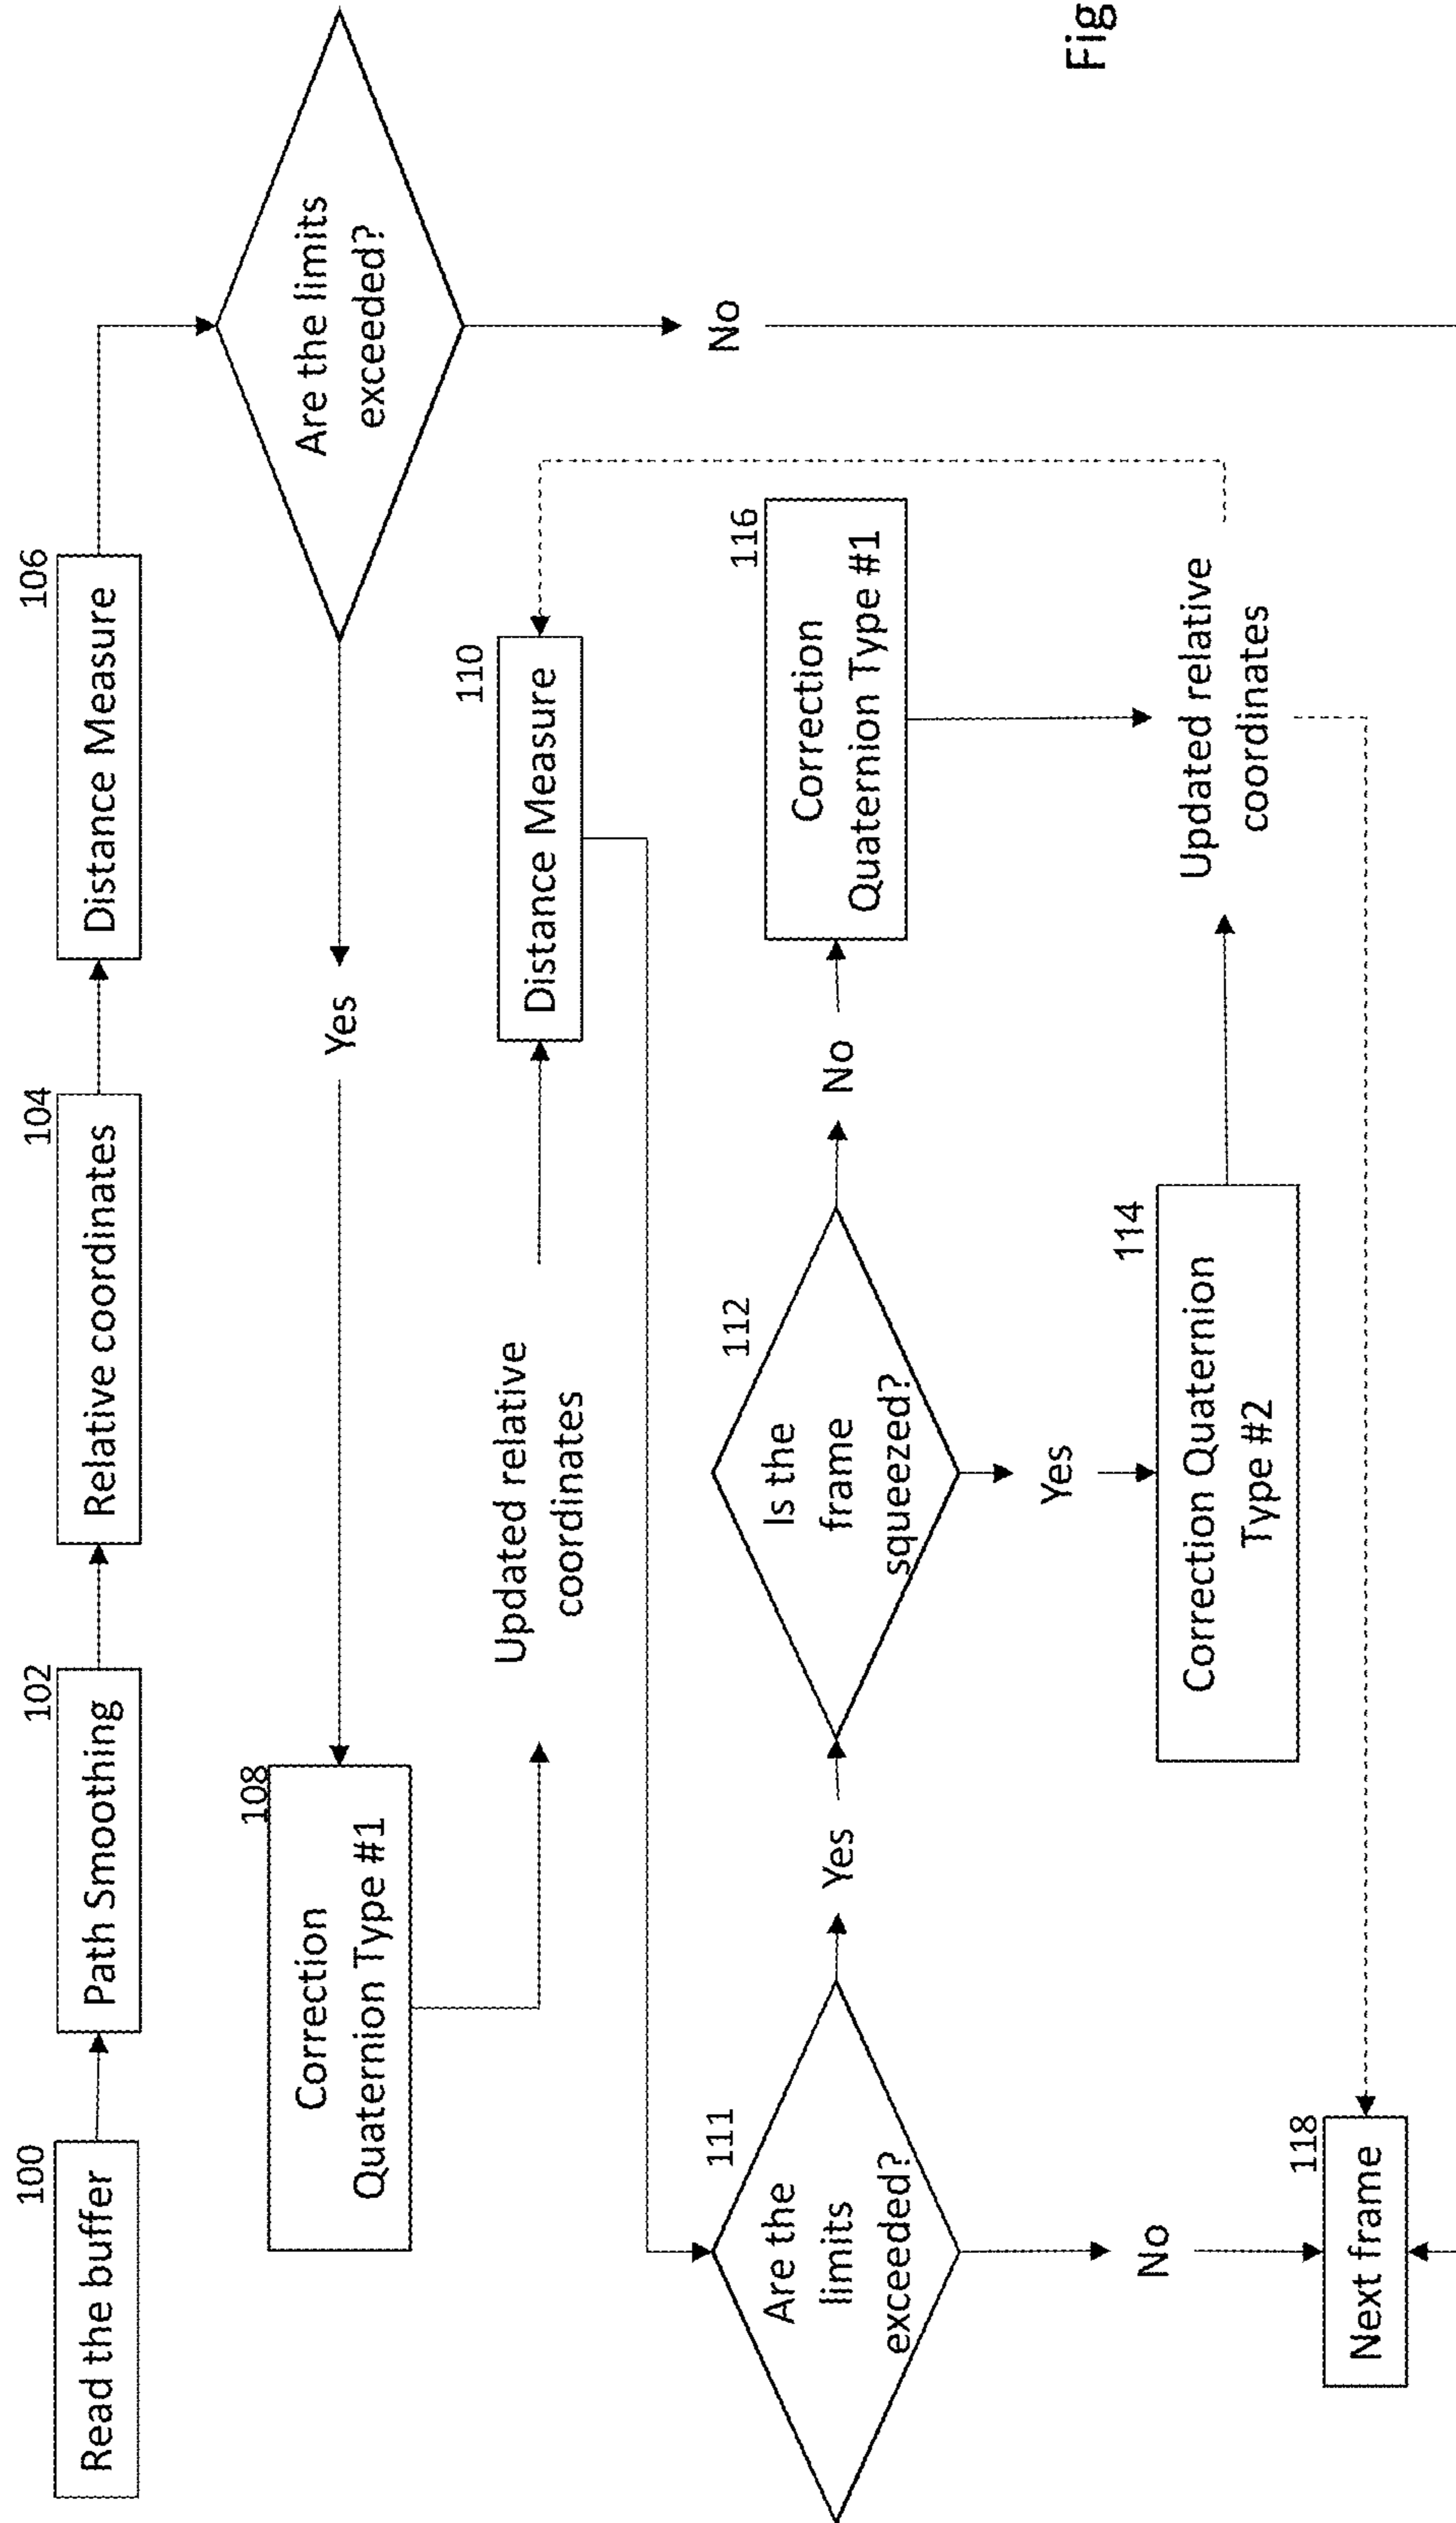 100
Read the buffer
102
Path Smoothing
104
Relative coordinates
106
Distance Measure
Are the limits
exceeded?
Yes
No
108
Correction
Quaternion Type #1
Updated relative
coordinates
110
Distance Measure
111
Are the
limits
exceeded?
Yes
No
112
Is the
frame
squeezed?
No
Yes
116
Correction
Quaternion Type #1
114
Correction Quaternion
Type #2
Updated relative
coordinates
118
Next frame
Fig